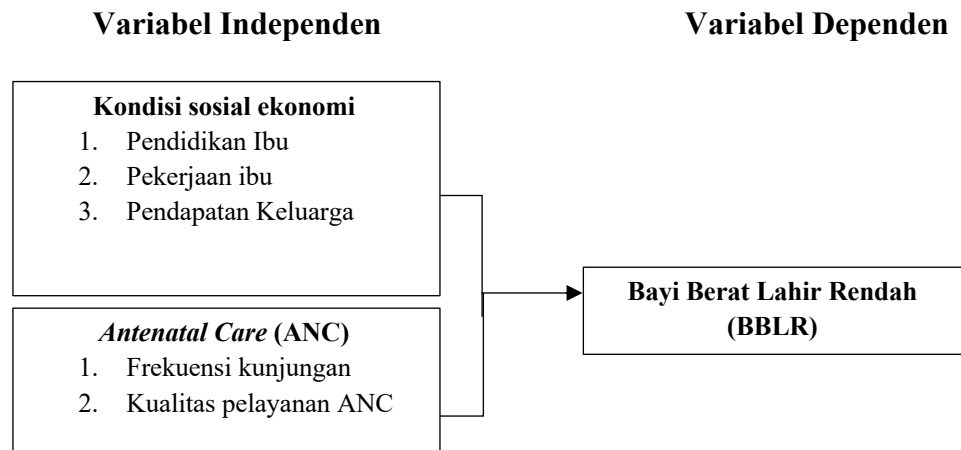 Variabel Independen
Variabel Dependen
Kondisi sosial ekonomi
1. Pendidikan Ibu
2. Pekerjaan ibu
3. Pendapatan Keluarga
Antenatal Care (ANC)
1. Frekuensi kunjungan
2. Kualitas pelayanan ANC
Bayi Berat Lahir Rendah
(BBLR)